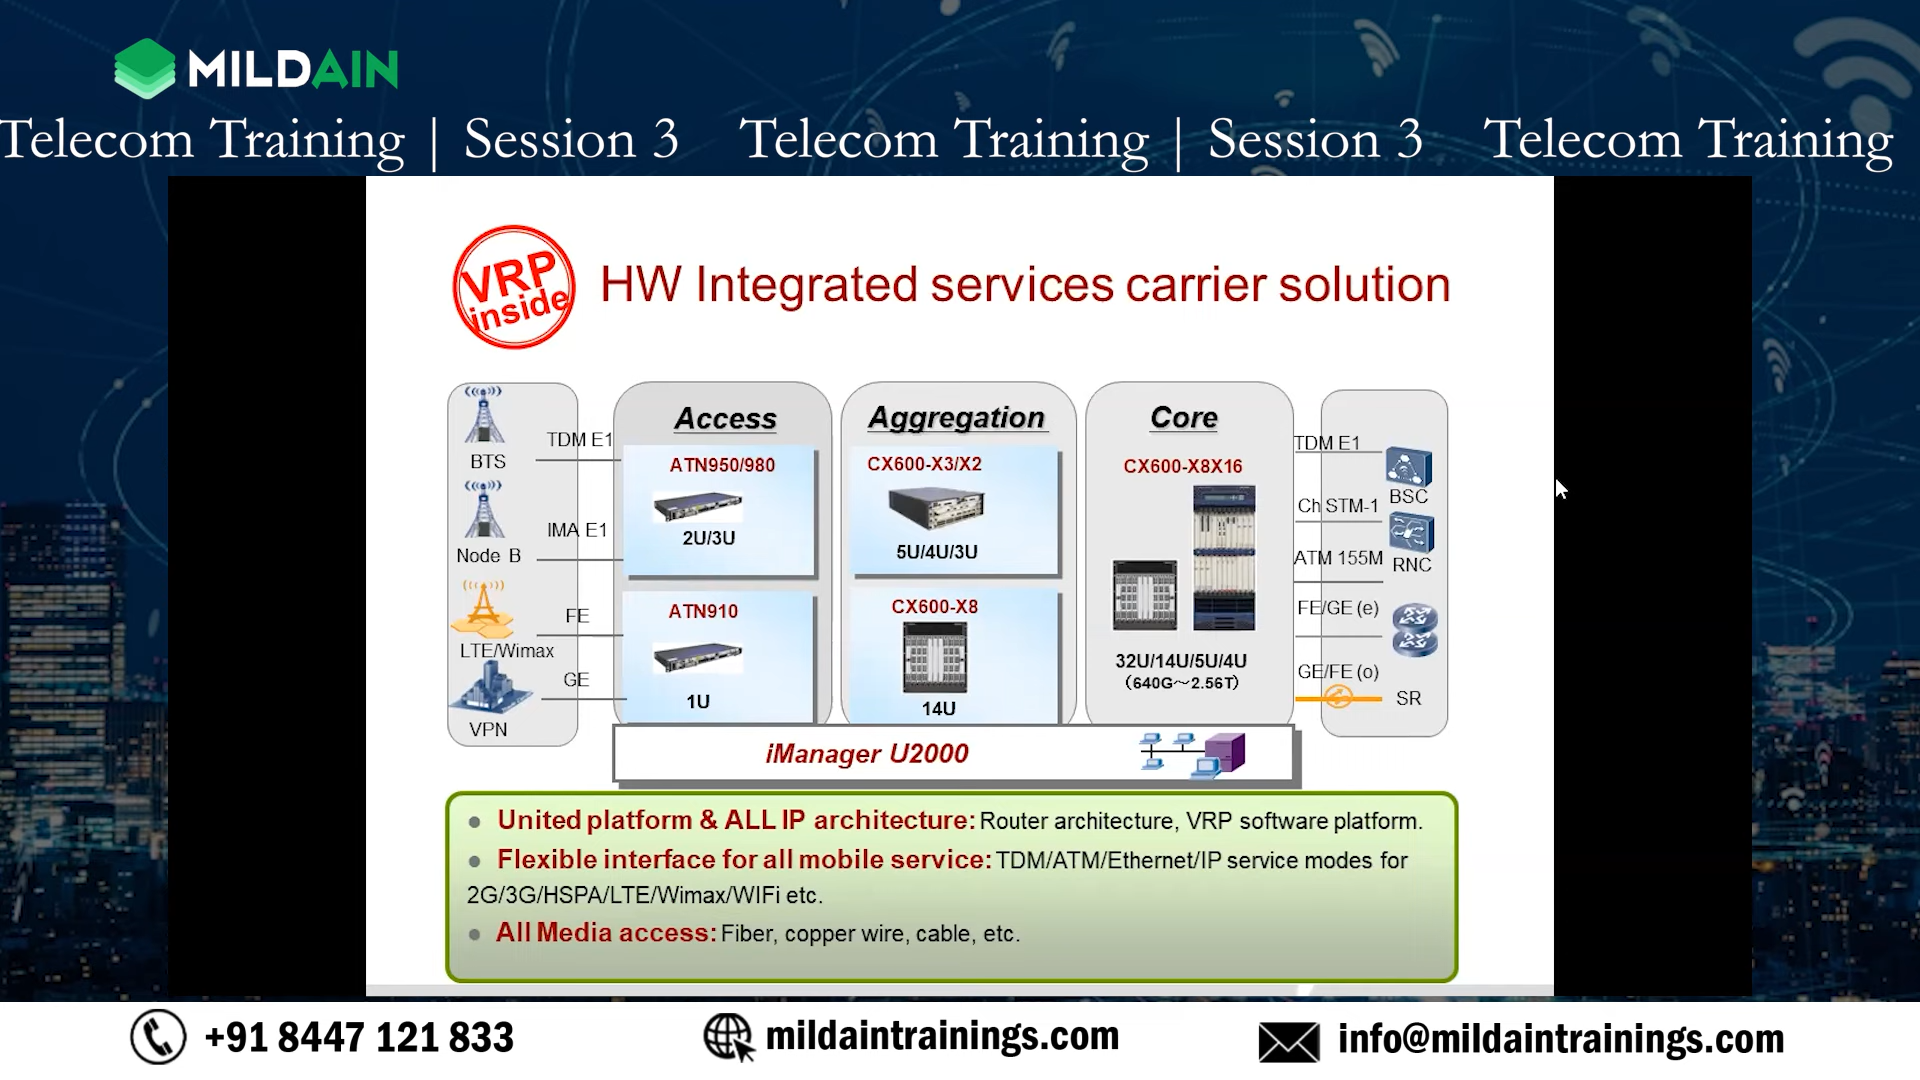 MILDAIN
Telecom Training | Session 3 Telecom Training | Session 3 Telecom Training
VRP
inside
HW Integrated services carrier solution
BTS
Node B
LTE/Wimax
VPN
TDM E1
IMA E1
FE
GE
Access
ATN950/980
2U/3U
ATN910
1U
Aggregation
CX600-X3/X2
5U/4U/3U
CX600-X8
14U
Core
CX600-X8X16
32U/14U/5U/4U
(640G~2.56T)
TDM E1
Ch STM-1
ATM 155M
FE/GE (e)
GE/FE (o)
BSC
RNC
SR
iManager U2000
● United platform & ALL IP architecture: Router architecture, VRP software platform.
● Flexible interface for all mobile service: TDM/ATM/Ethernet/IP service modes for
2G/3G/HSPA/LTE/Wimax/WIFi etc.
● All Media access: Fiber, copper wire, cable, etc.
+91 8447 121 833
mildaintrainings.com
info@mildaintrainings.com